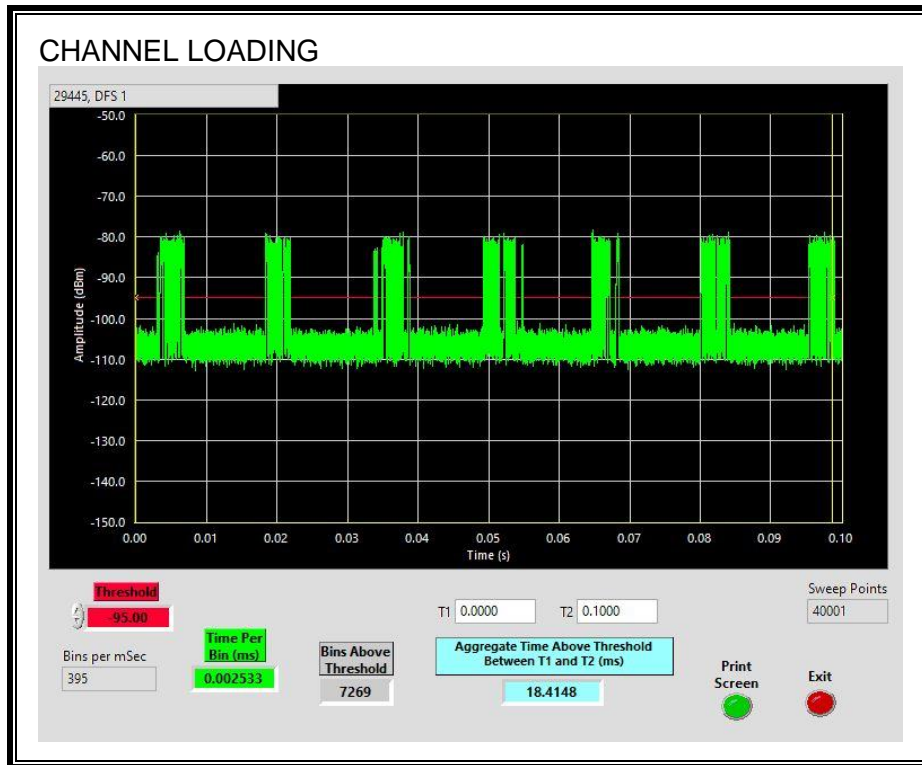 CHANNEL LOADING
29445, DFS 1
-50.0
-60.0
-70.0
-80.0
-90.0
-100.0
-110.0
-120.0
-130.0
-140.0
-150.0
Amplitude (dBm)
0.00 0.01 0.02 0.03 0.04 0.05 0.06 0.07 0.08 0.09 0.10
Time (s)
Threshold
-95.00
Bins per mSec
395
Time Per
Bin (ms)
0.002533
Bins Above
Threshold
7269
T1 0.0000 T2 0.1000
Aggregate Time Above Threshold
Between T1 and T2 (ms)
18.4148
Sweep Points
40001
Print
Screen
Exit